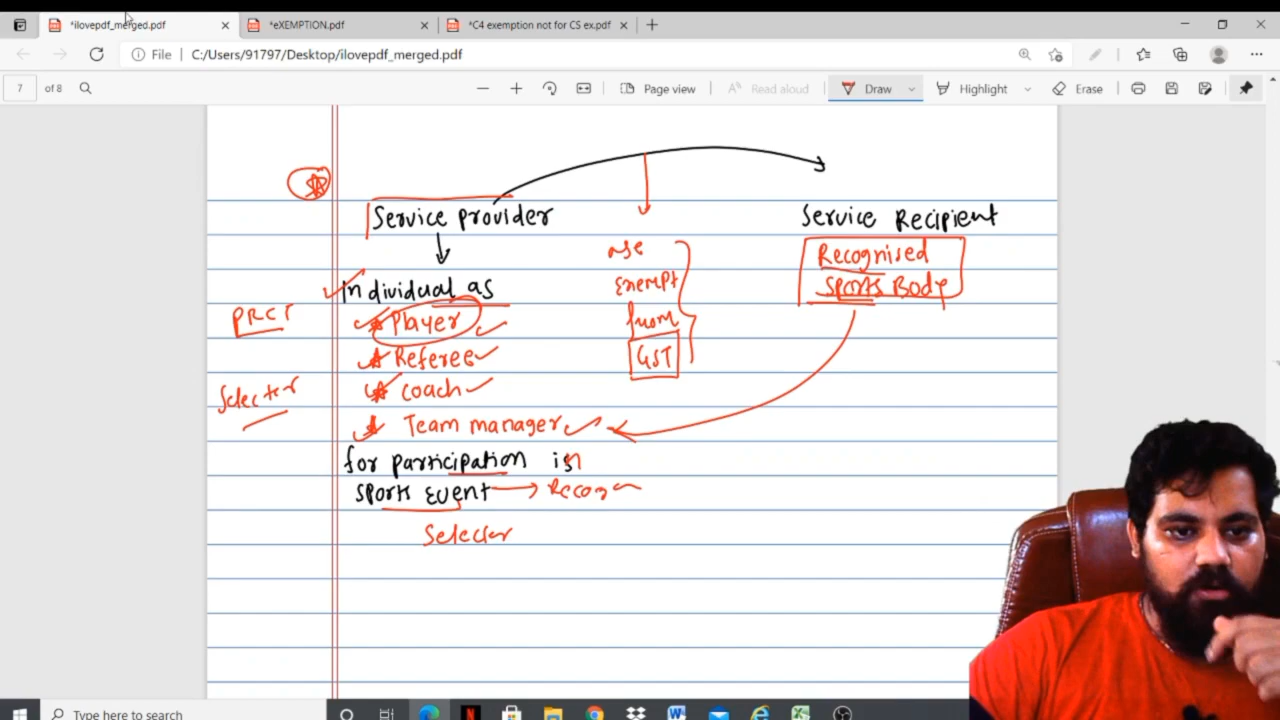 *ilovepdf_merged.pdf
*eXEMPTION.pdf
*C4 exemption not for CS ex.pdf
File
C:/Users/91797/Desktop/ilovepdf_merged.pdf
7 of 8
Page view
Read aloud
Draw
Highlight
Erase
Service provider
Service Recipient
Recognised
Sports Body
Individual as
Player
Referee
Coach
Team manager
for participation in
sports Event
Selecter
PRCT
Selector
exempt
from
GST
Type here to search